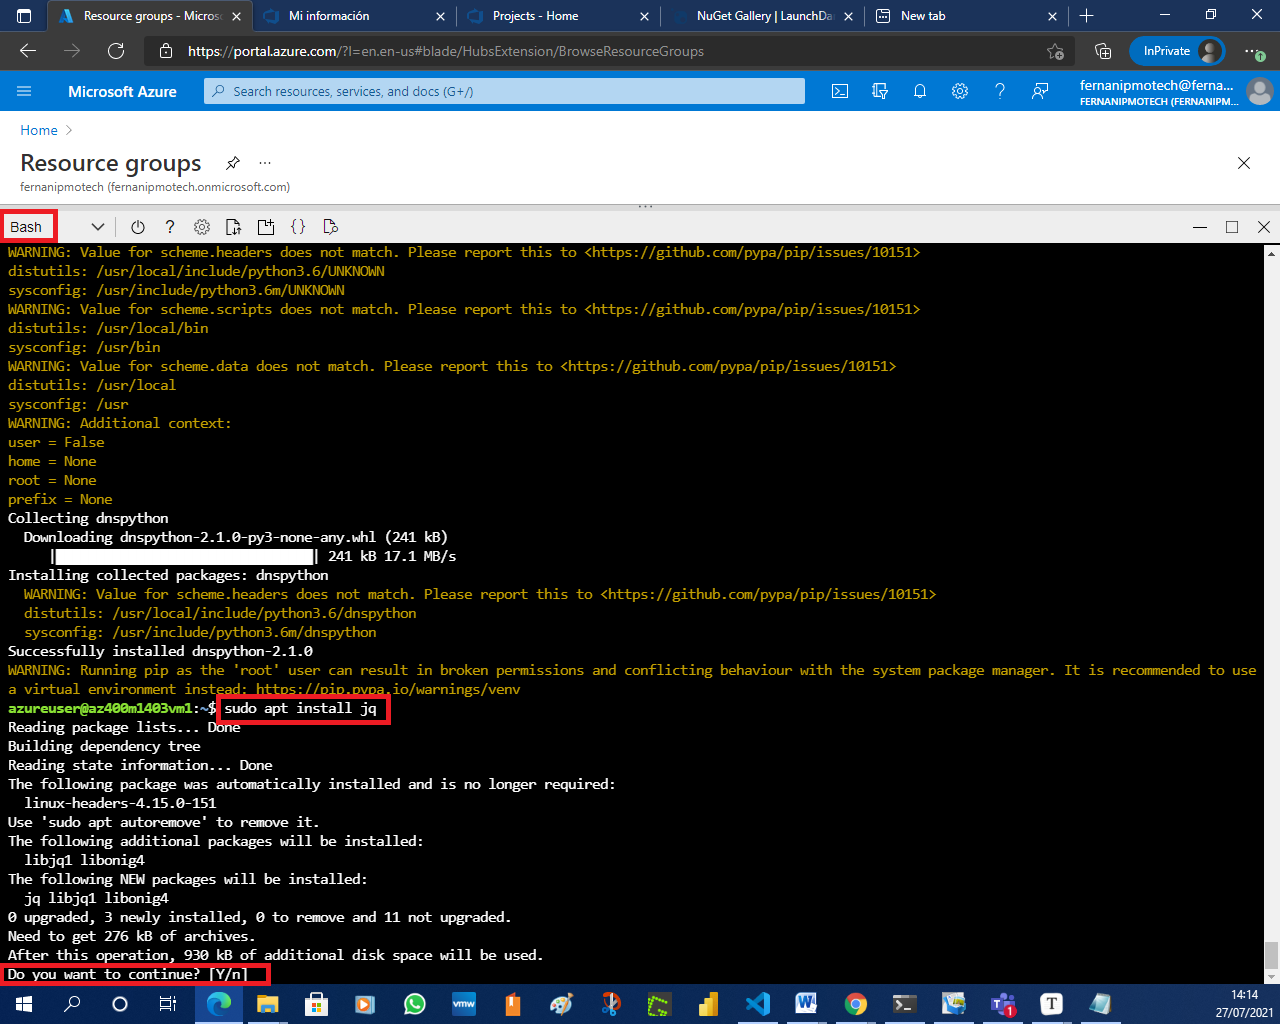 Resource groups - Microsc
Mi información
Projects - Home
NuGet Gallery | LaunchDa
New tab
https://portal.azure.com/?l=en.en-us#blade/HubsExtension/BrowseResourceGroups
InPrivate
Microsoft Azure
Search resources, services, and docs (G+/)
fernanipmotech@ferna...
FERNANIPMOTECH (FERNANIPM...
Home
Resource groups
fernanipmotech (fernanipmotech.onmicrosoft.com)
Bash
WARNING: Value for scheme.headers does not match. Please report this to <https://github.com/pypa/pip/issues/10151>
distutils: /usr/local/include/python3.6/UNKNOWN
sysconfig: /usr/include/python3.6m/UNKNOWN
WARNING: Value for scheme.scripts does not match. Please report this to <https://github.com/pypa/pip/issues/10151>
distutils: /usr/local/bin
sysconfig: /usr/bin
WARNING: Value for scheme.data does not match. Please report this to <https://github.com/pypa/pip/issues/10151>
distutils: /usr/local
sysconfig: /usr
WARNING: Additional context:
user = False
home = None
root = None
prefix = None
Collecting dnspython
Downloading dnspython-2.1.0-py3-none-any.whl (241 kB)
| | 241 kB 17.1 MB/s
Installing collected packages: dnspython
WARNING: Value for scheme.headers does not match. Please report this to <https://github.com/pypa/pip/issues/10151>
distutils: /usr/local/include/python3.6/dnspython
sysconfig: /usr/include/python3.6m/dnspython
Successfully installed dnspython-2.1.0
WARNING: Running pip as the 'root' user can result in broken permissions and conflicting behaviour with the system package manager. It is recommended to use
a virtual environment instead: https://pip.pypa.io/warnings/venv
azureuser@az400m1403vm1:~$ sudo apt install jq
Reading package lists... Done
Building dependency tree
Reading state information... Done
The following package was automatically installed and is no longer required:
linux-headers-4.15.0-151
Use 'sudo apt autoremove' to remove it.
The following additional packages will be installed:
libjq1 libonig4
The following NEW packages will be installed:
jq libjq1 libonig4
0 upgraded, 3 newly installed, 0 to remove and 11 not upgraded.
Need to get 276 kB of archives.
After this operation, 930 kB of additional disk space will be used.
Do you want to continue? [Y/n]
vmw
1
T
14:14
27/07/2021